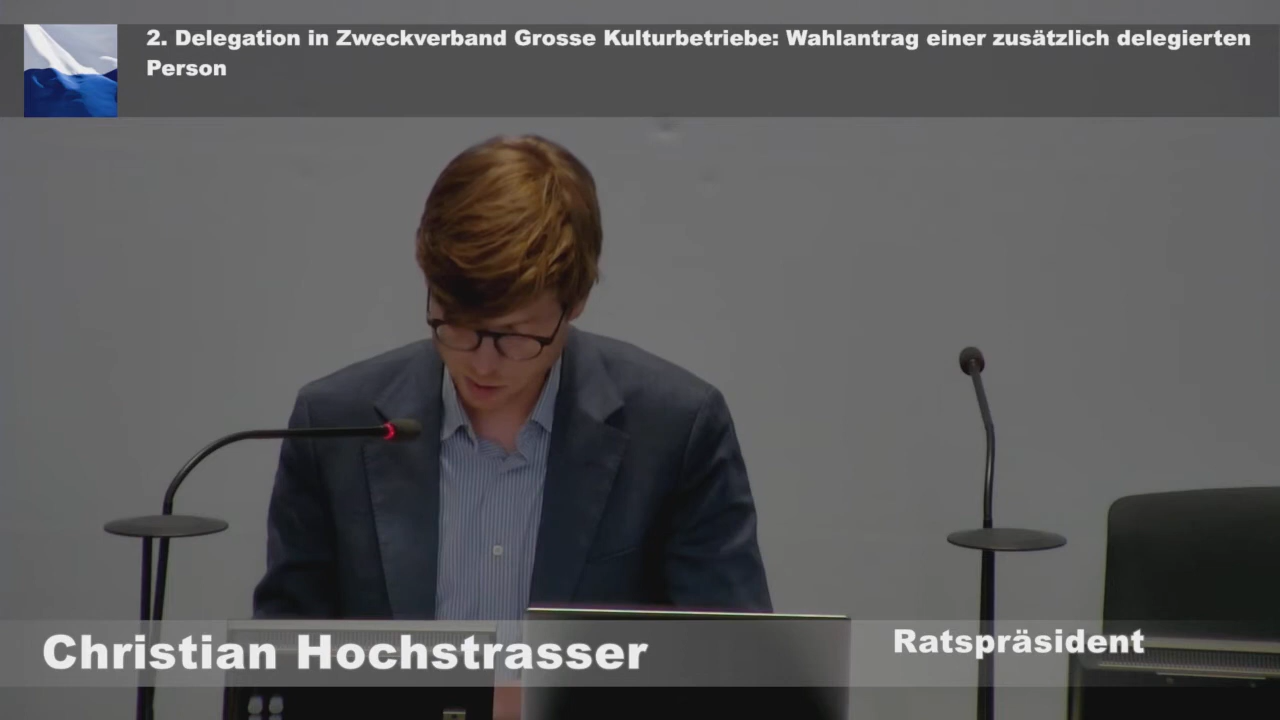 2. Delegation in Zweckverband Grosse Kulturbetriebe: Wahlantrag einer zusätzlich delegierten
Person
Christian Hochstrasser
Ratspräsident